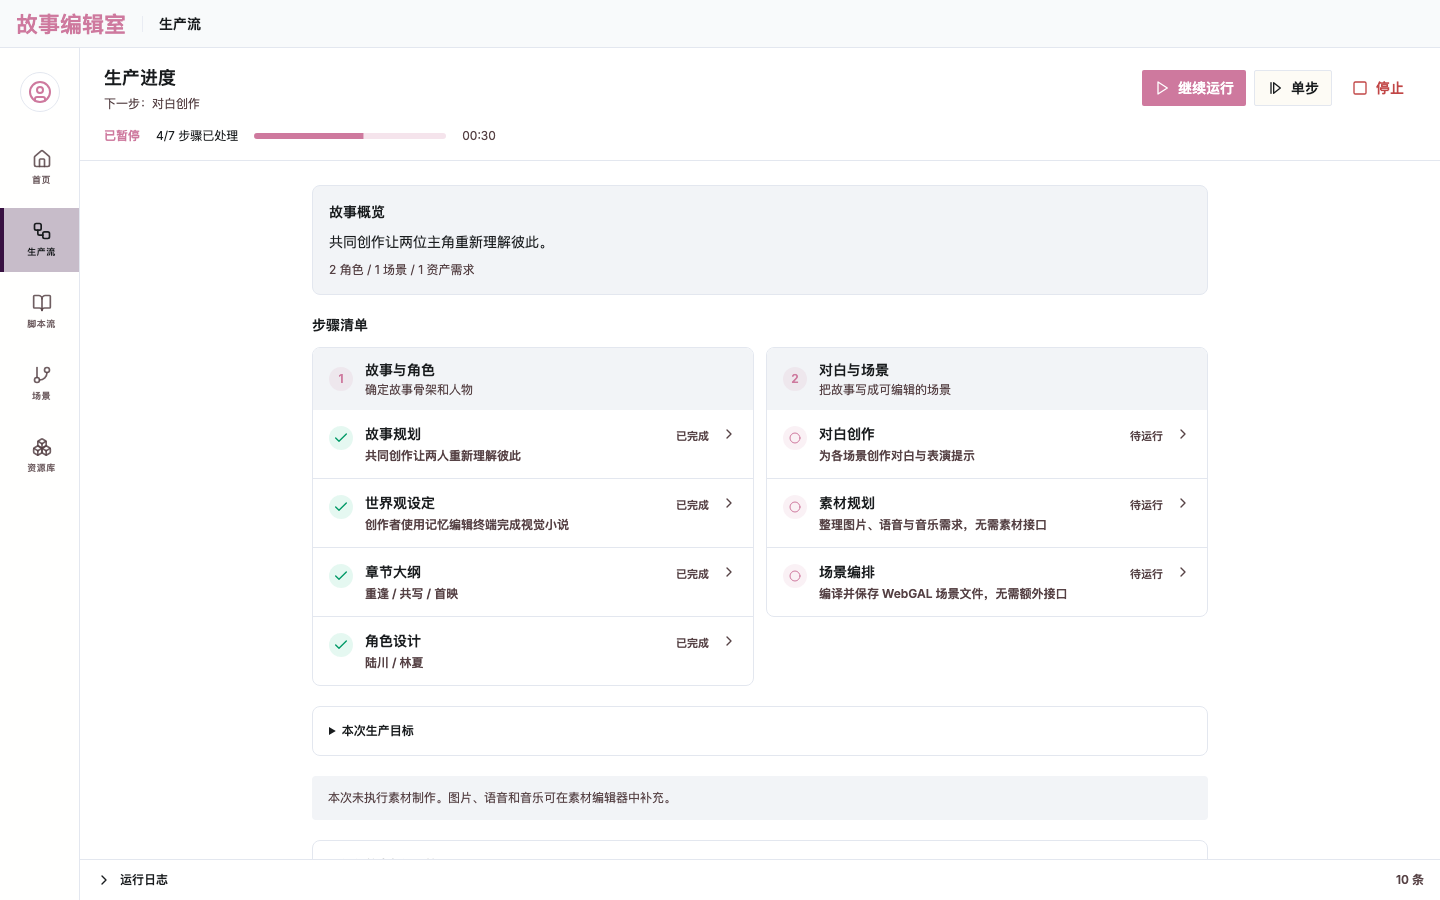 故事编辑室
生产流
生产进度
下一步：对白创作
继续运行
单步
停止
已暂停
4/7 步骤已处理
00:30
首页
生产流
脚本流
场景
资源库
故事概览
共同创作让两位主角重新理解彼此。
2 角色 / 1 场景 / 1 资产需求
步骤清单
1
故事与角色
确定故事骨架和人物
故事规划
已完成
共同创作让两人重新理解彼此
世界观设定
已完成
创作者使用记忆编辑终端完成视觉小说
章节大纲
已完成
重逢 / 共写 / 首映
角色设计
已完成
陆川 / 林夏
2
对白与场景
把故事写成可编辑的场景
对白创作
待运行
为各场景创作对白与表演提示
素材规划
待运行
整理图片、语音与音乐需求，无需素材接口
场景编排
待运行
编译并保存 WebGAL 场景文件，无需额外接口
本次生产目标
本次未执行素材制作。图片、语音和音乐可在素材编辑器中补充。
运行日志
10 条